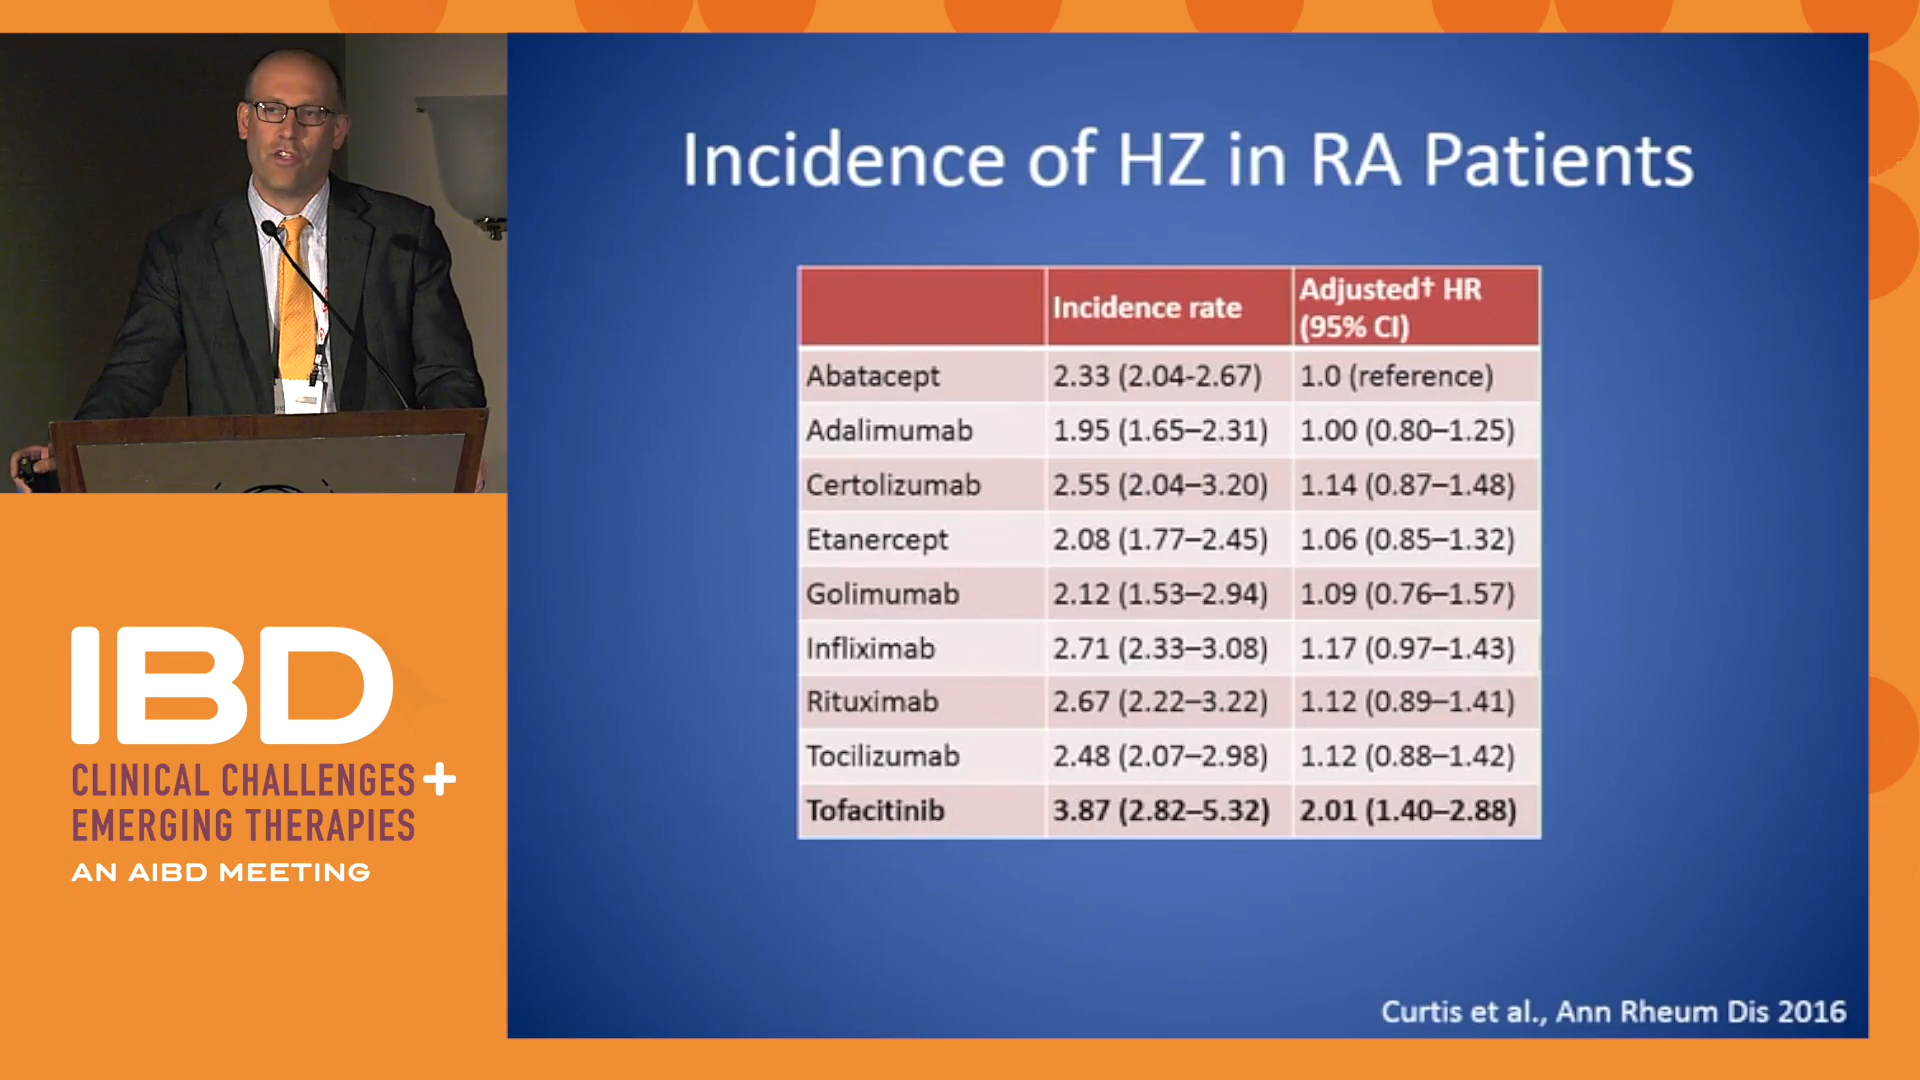 Incidence of HZ in RA Patients
Incidence rate
Adjusted† HR
(95% CI)
Abatacept 2.33 (2.04-2.67) 1.0 (reference)
Adalimumab 1.95 (1.65–2.31) 1.00 (0.80–1.25)
Certolizumab 2.55 (2.04–3.20) 1.14 (0.87–1.48)
Etanercept 2.08 (1.77–2.45) 1.06 (0.85–1.32)
Golimumab 2.12 (1.53–2.94) 1.09 (0.76–1.57)
Infliximab 2.71 (2.33–3.08) 1.17 (0.97–1.43)
Rituximab 2.67 (2.22–3.22) 1.12 (0.89–1.41)
Tocilizumab 2.48 (2.07–2.98) 1.12 (0.88–1.42)
Tofacitinib 3.87 (2.82–5.32) 2.01 (1.40–2.88)
Curtis et al., Ann Rheum Dis 2016
IBD
CLINICAL CHALLENGES +
EMERGING THERAPIES
AN AIBD MEETING